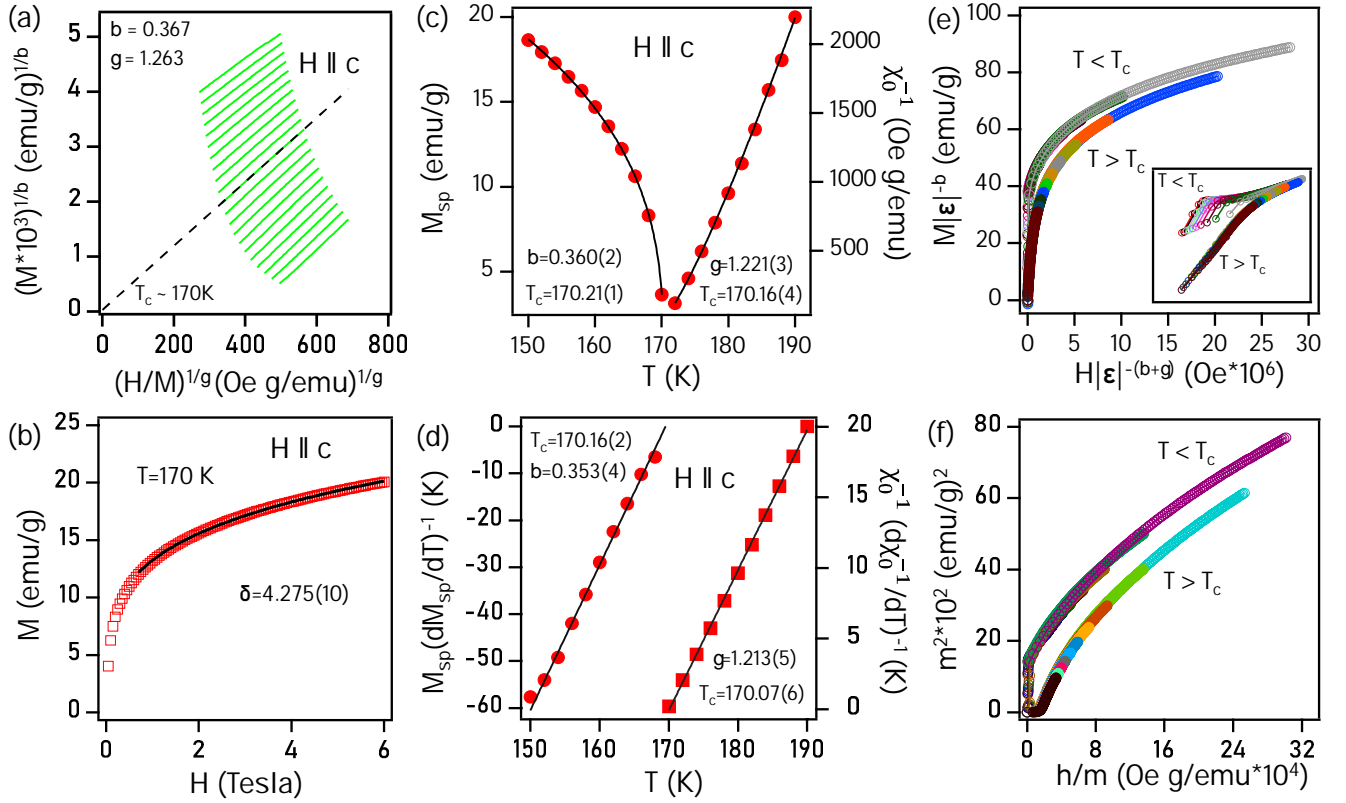 (a)
b = 0.367
g = 1.263
H ∥ c
T_c ~ 170K
(M*10³)^1/b (emu/g)^1/b
5
4
3
2
1
0
0 200 400 600 800
(H/M)^1/g (Oe g/emu)^1/g
(b)
H ∥ c
T=170 K
δ=4.275(10)
M (emu/g)
25
20
15
10
5
0
0 2 4 6
H (Tesla)
(c)
H ∥ c
b=0.360(2)
T_c=170.21(1)
g=1.221(3)
T_c=170.16(4)
M_sp (emu/g)
20
15
10
5
χ₀⁻¹ (Oe g/emu)
2000
1500
1000
500
150 160 170 180 190
T (K)
(d)
T_c=170.16(2)
b=0.353(4)
H ∥ c
g=1.213(5)
T_c=170.07(6)
M_sp(dM_sp/dT)⁻¹ (K)
0
-10
-20
-30
-40
-50
-60
χ₀⁻¹ (dχ₀⁻¹/dT)⁻¹ (K)
20
15
10
5
0
150 160 170 180 190
T (K)
(e)
T < T_c
T > T_c
T < T_c
T > T_c
M|ε|^-b (emu/g)
100
80
60
40
20
0
0 5 10 15 20 25 30
H|ε|^-(b+g) (Oe*10⁶)
(f)
T < T_c
T > T_c
m²*10² (emu/g)²
80
60
40
20
0
0 8 16 24 32
h/m (Oe g/emu*10⁴)